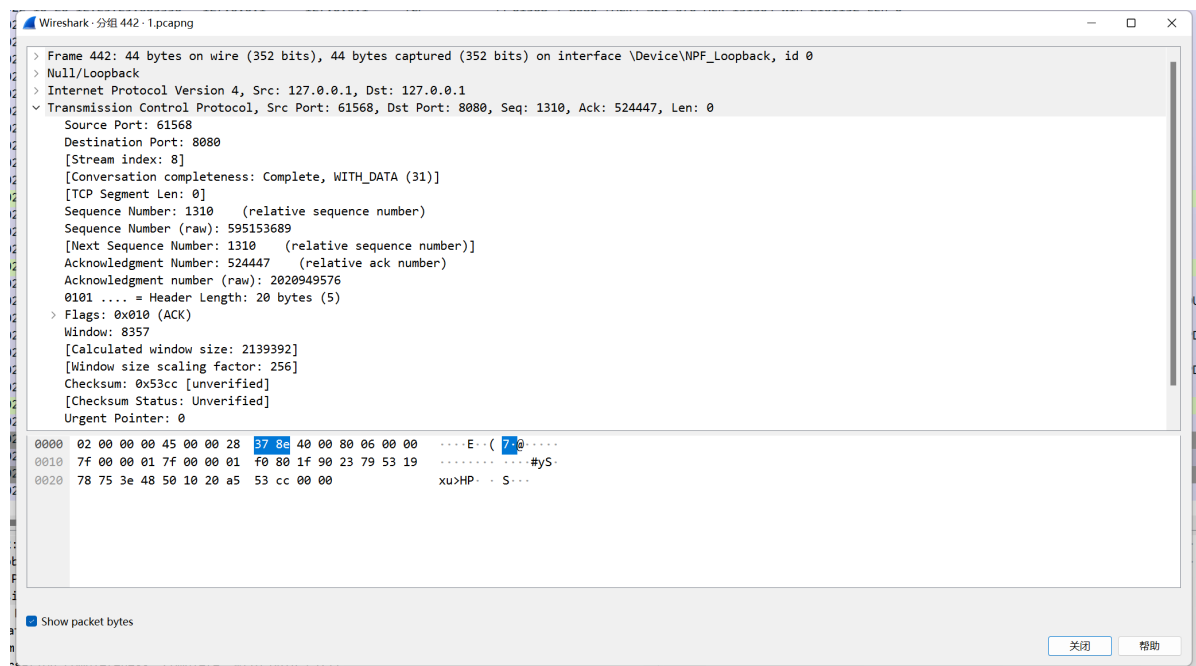 Wireshark · 分组 442 · 1.pcapng
Frame 442: 44 bytes on wire (352 bits), 44 bytes captured (352 bits) on interface \Device\NPF_Loopback, id 0
Null/Loopback
Internet Protocol Version 4, Src: 127.0.0.1, Dst: 127.0.0.1
Transmission Control Protocol, Src Port: 61568, Dst Port: 8080, Seq: 1310, Ack: 524447, Len: 0
Source Port: 61568
Destination Port: 8080
[Stream index: 8]
[Conversation completeness: Complete, WITH_DATA (31)]
[TCP Segment Len: 0]
Sequence Number: 1310    (relative sequence number)
Sequence Number (raw): 595153689
[Next Sequence Number: 1310    (relative sequence number)]
Acknowledgment Number: 524447    (relative ack number)
Acknowledgment number (raw): 2020949576
0101 .... = Header Length: 20 bytes (5)
Flags: 0x010 (ACK)
Window: 8357
[Calculated window size: 2139392]
[Window size scaling factor: 256]
Checksum: 0x53cc [unverified]
[Checksum Status: Unverified]
Urgent Pointer: 0
0000 02 00 00 00 45 00 00 28 37 8e 40 00 80 06 00 00 ····E··( 7·@·····
0010 7f 00 00 01 7f 00 00 01 f0 80 1f 90 23 79 53 19 ········ ····#yS·
0020 78 75 3e 48 50 10 20 a5 53 cc 00 00 xu>HP· · S···
Show packet bytes
关闭 帮助